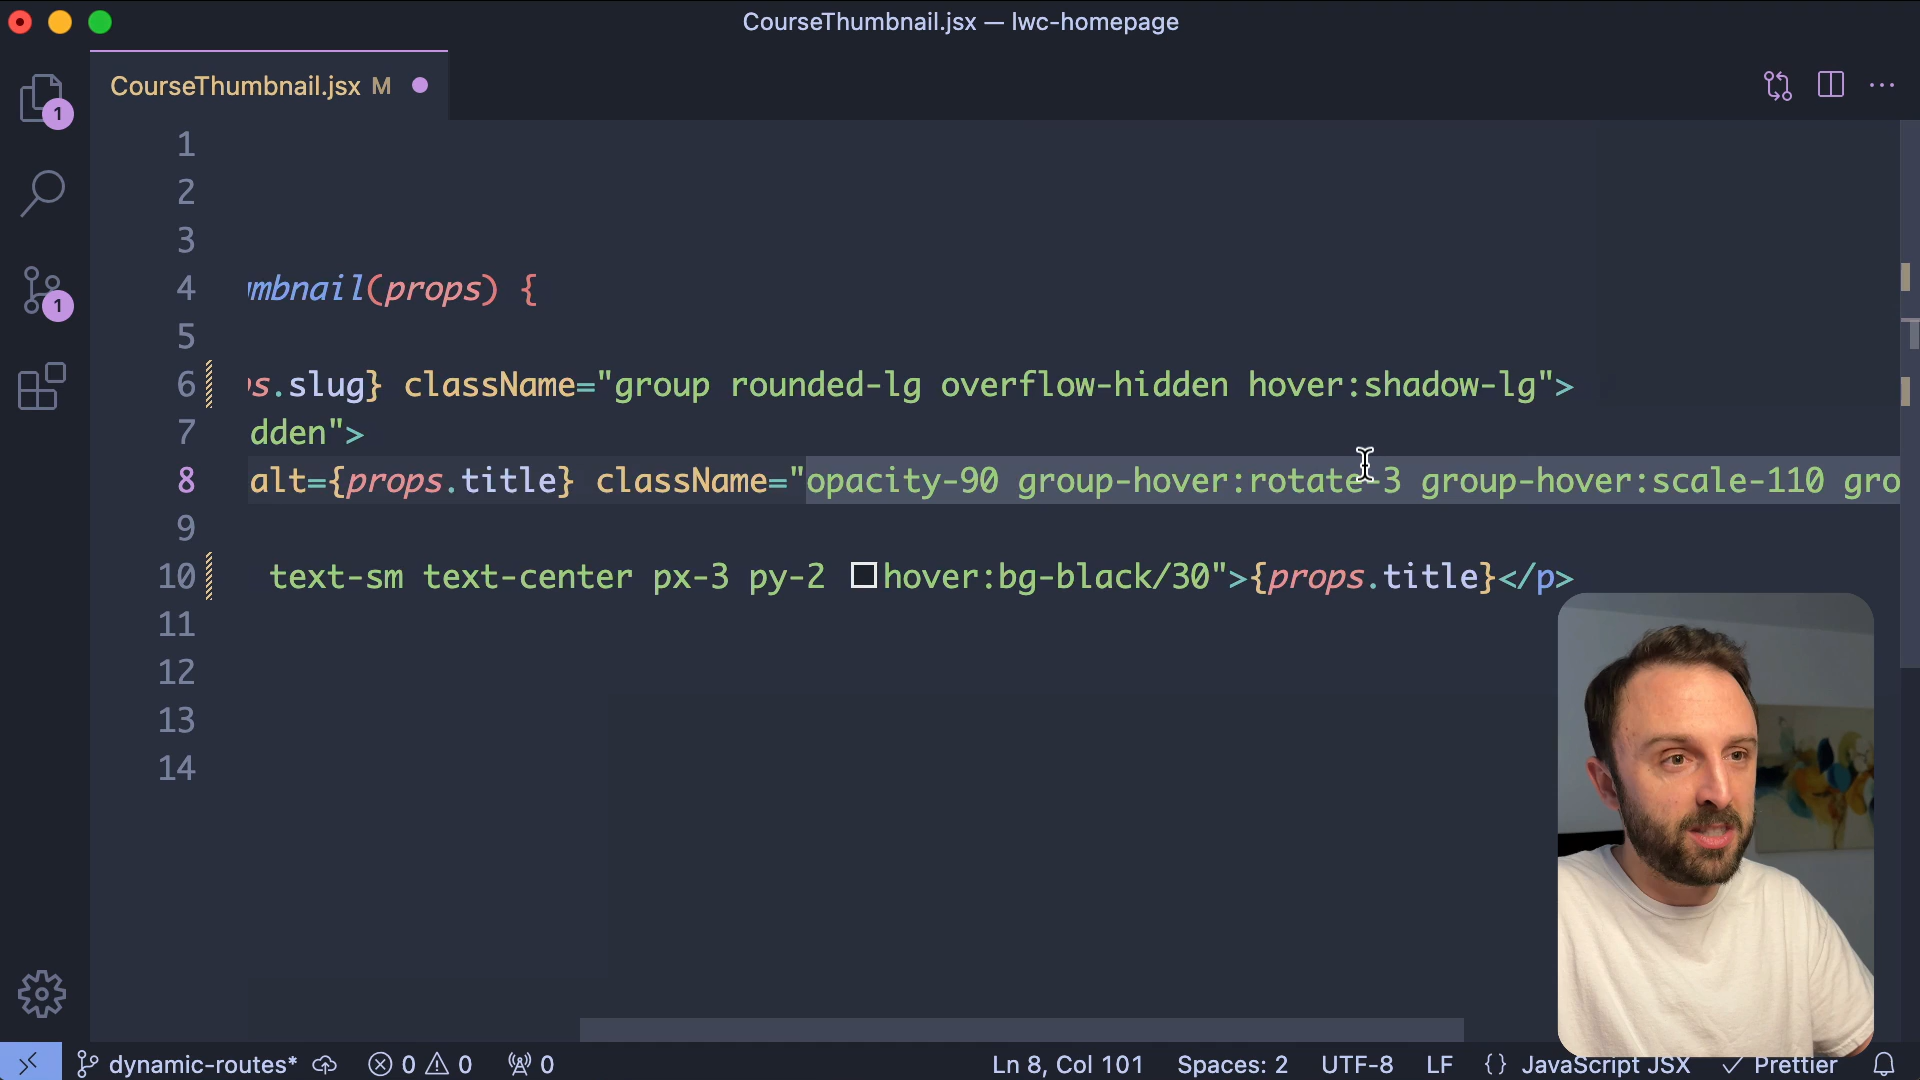 CourseThumbnail.jsx — lwc-homepage
CourseThumbnail.jsx M
1
1
1
2
3
4 mbnail(props) {
5
6 s.slug} className="group rounded-lg overflow-hidden hover:shadow-lg">
7 dden">
8 alt={props.title} className="opacity-90 group-hover:rotate-3 group-hover:scale-110 gro
9
10 text-sm text-center px-3 py-2 hover:bg-black/30">{props.title}</p>
11
12
13
14
dynamic-routes* 0 0 0 Ln 8, Col 101 Spaces: 2 UTF-8 LF {} JavaScript JSX Prettier